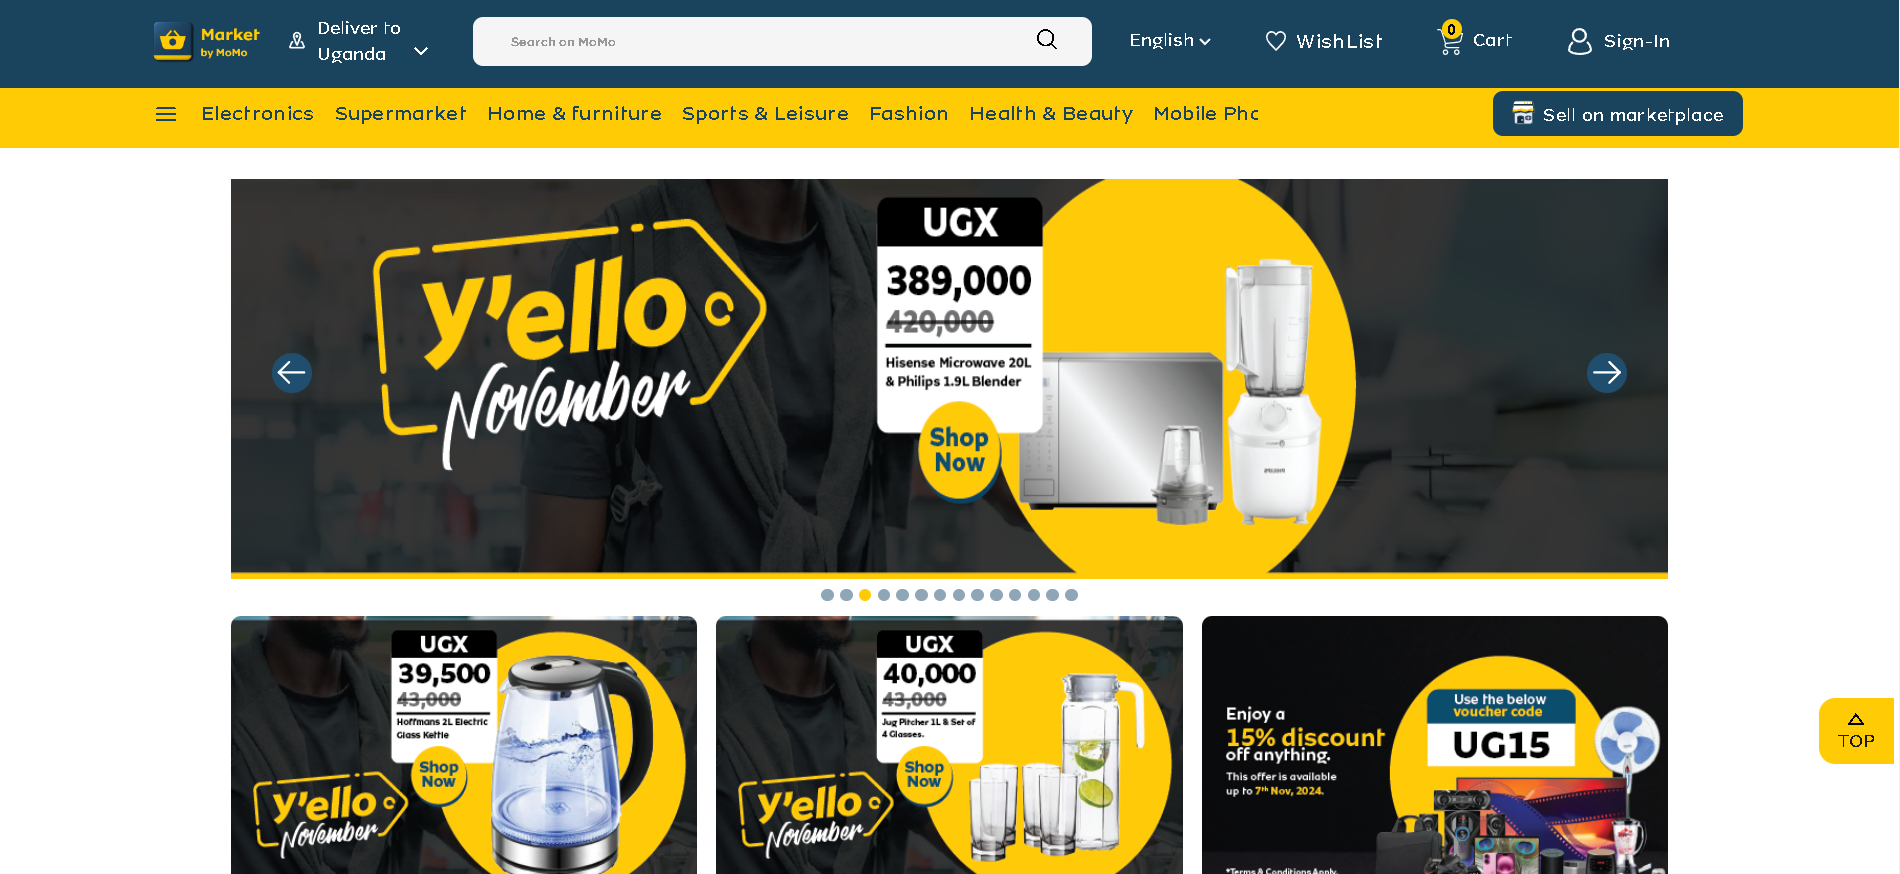 Market
by MoMo
Deliver to
Uganda
Search on MoMo
English
WishList
0
Cart
Sign-In
Electronics
Supermarket
Home & furniture
Sports & Leisure
Fashion
Health & Beauty
Mobile Pho
Sell on marketplace
y'ello
November
UGX
389,000
420,000
Hisense Microwave 20L
& Philips 1.9L Blender
Shop
Now
PHILIPS
UGX
39,500
43,000
Hoffmans 2L Electric
Glass Kettle
Shop
Now
y'ello
November
UGX
40,000
43,000
Jug Pitcher 1L & Set of
4 Glasses.
Shop
Now
y'ello
November
Enjoy a
15% discount
off anything.
This offer is available
up to 7th Nov, 2024.
*Terms & Conditions Apply.
Use the below
voucher code
UG15
TOP